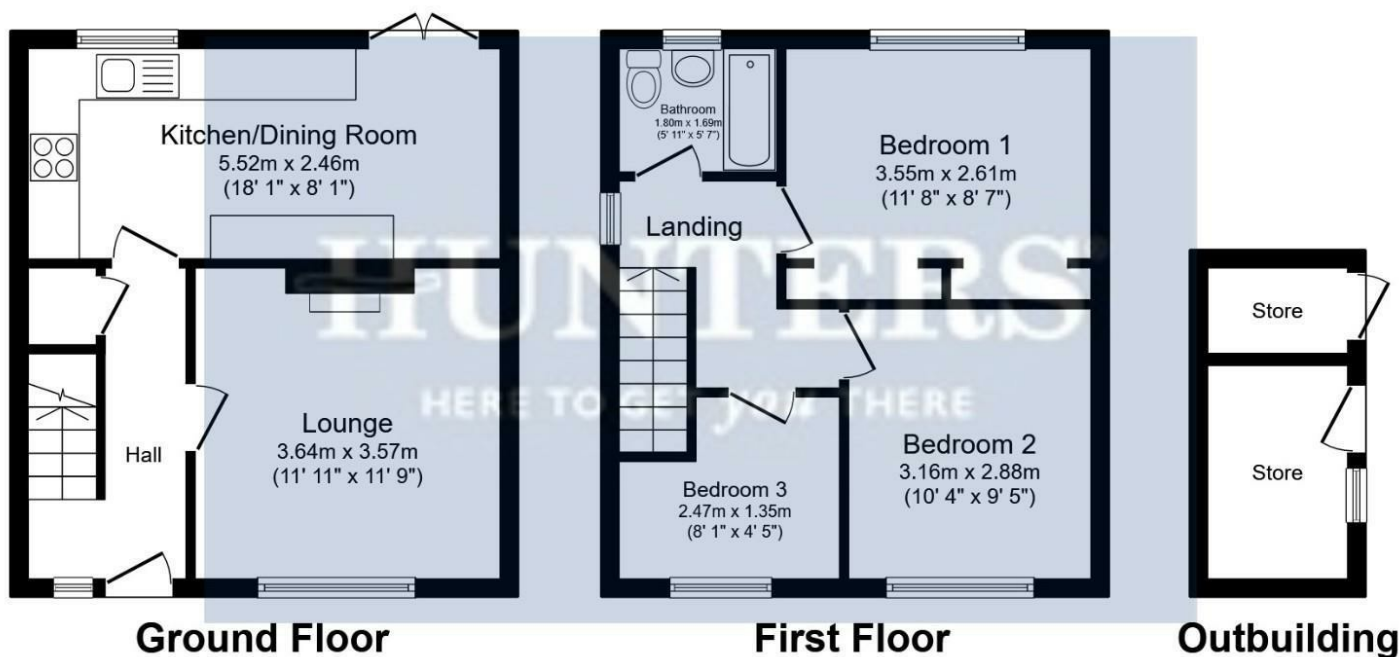 Kitchen/Dining Room
5.52m x 2.46m
(18' 1" x 8' 1")
Lounge
3.64m x 3.57m
(11' 11" x 11' 9")
Hall
Ground Floor
Bathroom
1.80m x 1.69m
(5' 11" x 5' 7")
Bedroom 1
3.55m x 2.61m
(11' 8" x 8' 7")
Landing
Bedroom 2
3.16m x 2.88m
(10' 4" x 9' 5")
Bedroom 3
2.47m x 1.35m
(8' 1" x 4' 5")
First Floor
Store
Store
Outbuilding
HUNTERS®
HERE TO GET you THERE